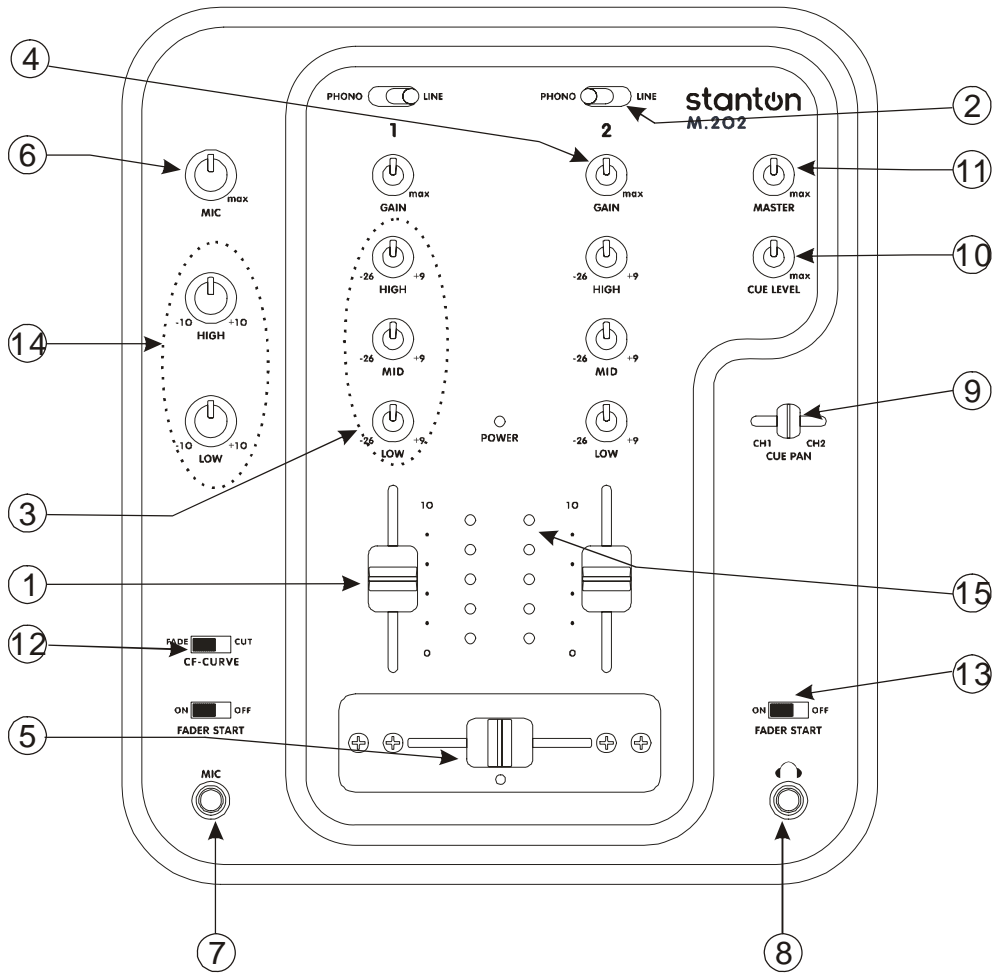 4
PHONO LINE
PHONO LINE
stanton
M.202
2
1
2
6
max
MIC
max
GAIN
max
GAIN
max
MASTER
11
-26 +9
HIGH
-26 +9
HIGH
max
CUE LEVEL
10
-10 +10
HIGH
14
-26 +9
MID
-26 +9
MID
9
-10 +10
LOW
-26 +9
LOW
POWER
-26 +9
LOW
CH1 CH2
CUE PAN
3
10
10
1
15
0
0
12
FADE CUT
CF-CURVE
13
ON OFF
FADER START
ON OFF
FADER START
5
MIC
7
8